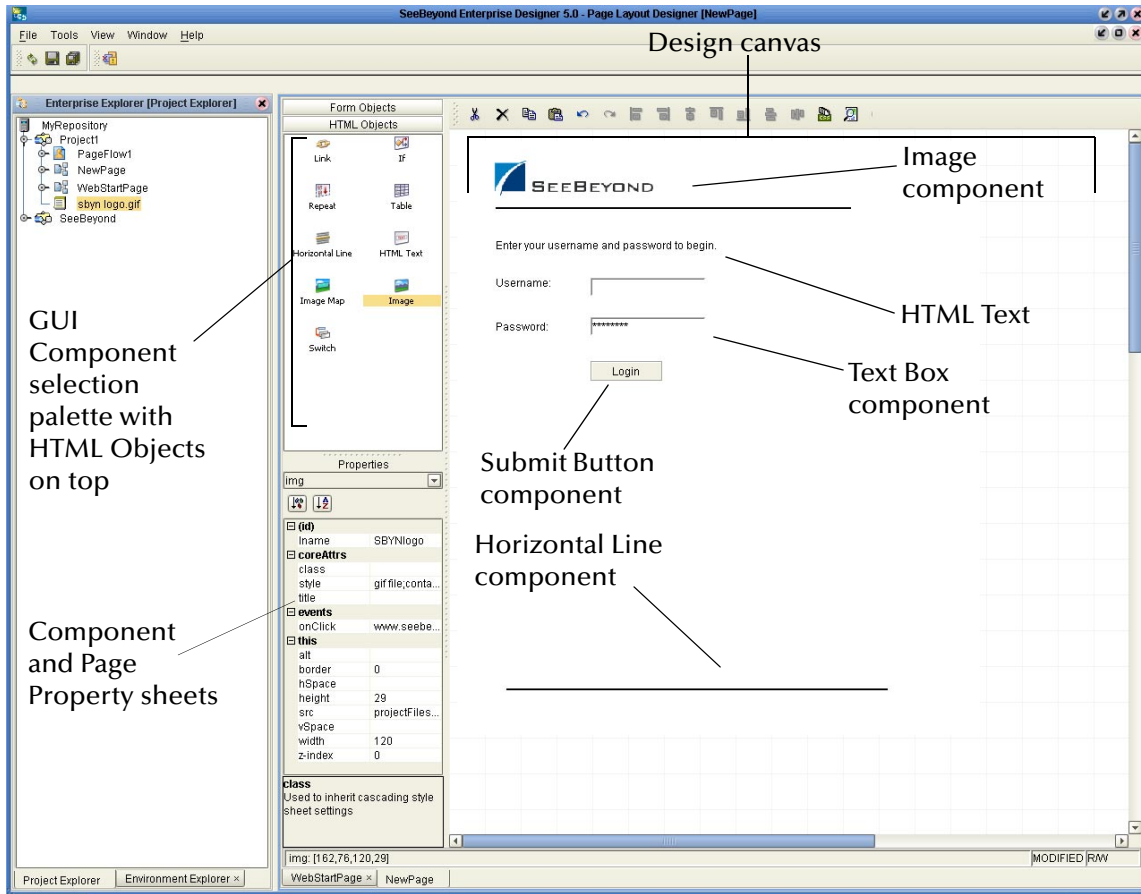 SeeBeyond Enterprise Designer 5.0 - Page Layout Designer [NewPage]
File Tools View Window Help
Design canvas
Enterprise Explorer [Project Explorer]
MyRepository
Project1
PageFlow1
NewPage
WebStartPage
sbyn logo.gif
SeeBeyond
GUI
Component
selection
palette with
HTML Objects
on top
Component
and Page
Property sheets
Project Explorer
Environment Explorer ×
Form Objects
HTML Objects
Link
If
Repeat
Table
Horizontal Line
HTML Text
Image Map
Image
Switch
Properties
img
(id)
Iname SBYNlogo
coreAttrs
class
style gif file;conta...
title
events
onClick www.seebe...
this
alt
border 0
hSpace
height 29
src projectFiles...
vSpace
width 120
z-index 0
class
Used to inherit cascading style
sheet settings
SEEBEYOND
Image
component
Enter your username and password to begin.
HTML Text
Username:
Password: ********
Text Box
component
Login
Submit Button
component
Horizontal Line
component
img: [162,76,120,29]
MODIFIED R/W
WebStartPage ×
NewPage